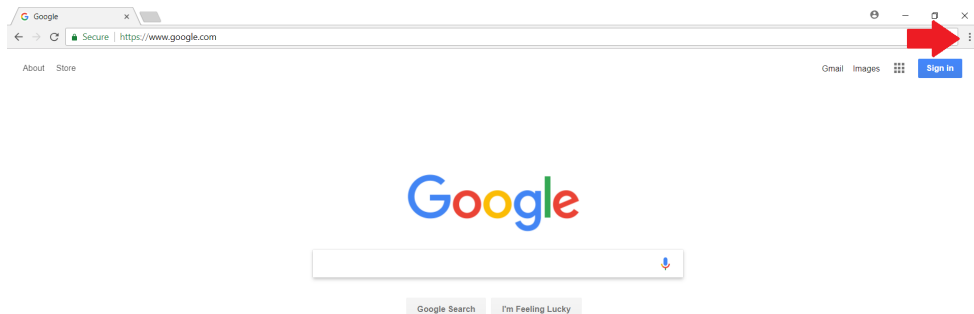 Google
Secure | https://www.google.com
About Store Gmail Images Sign in
Google
Google Search I'm Feeling Lucky